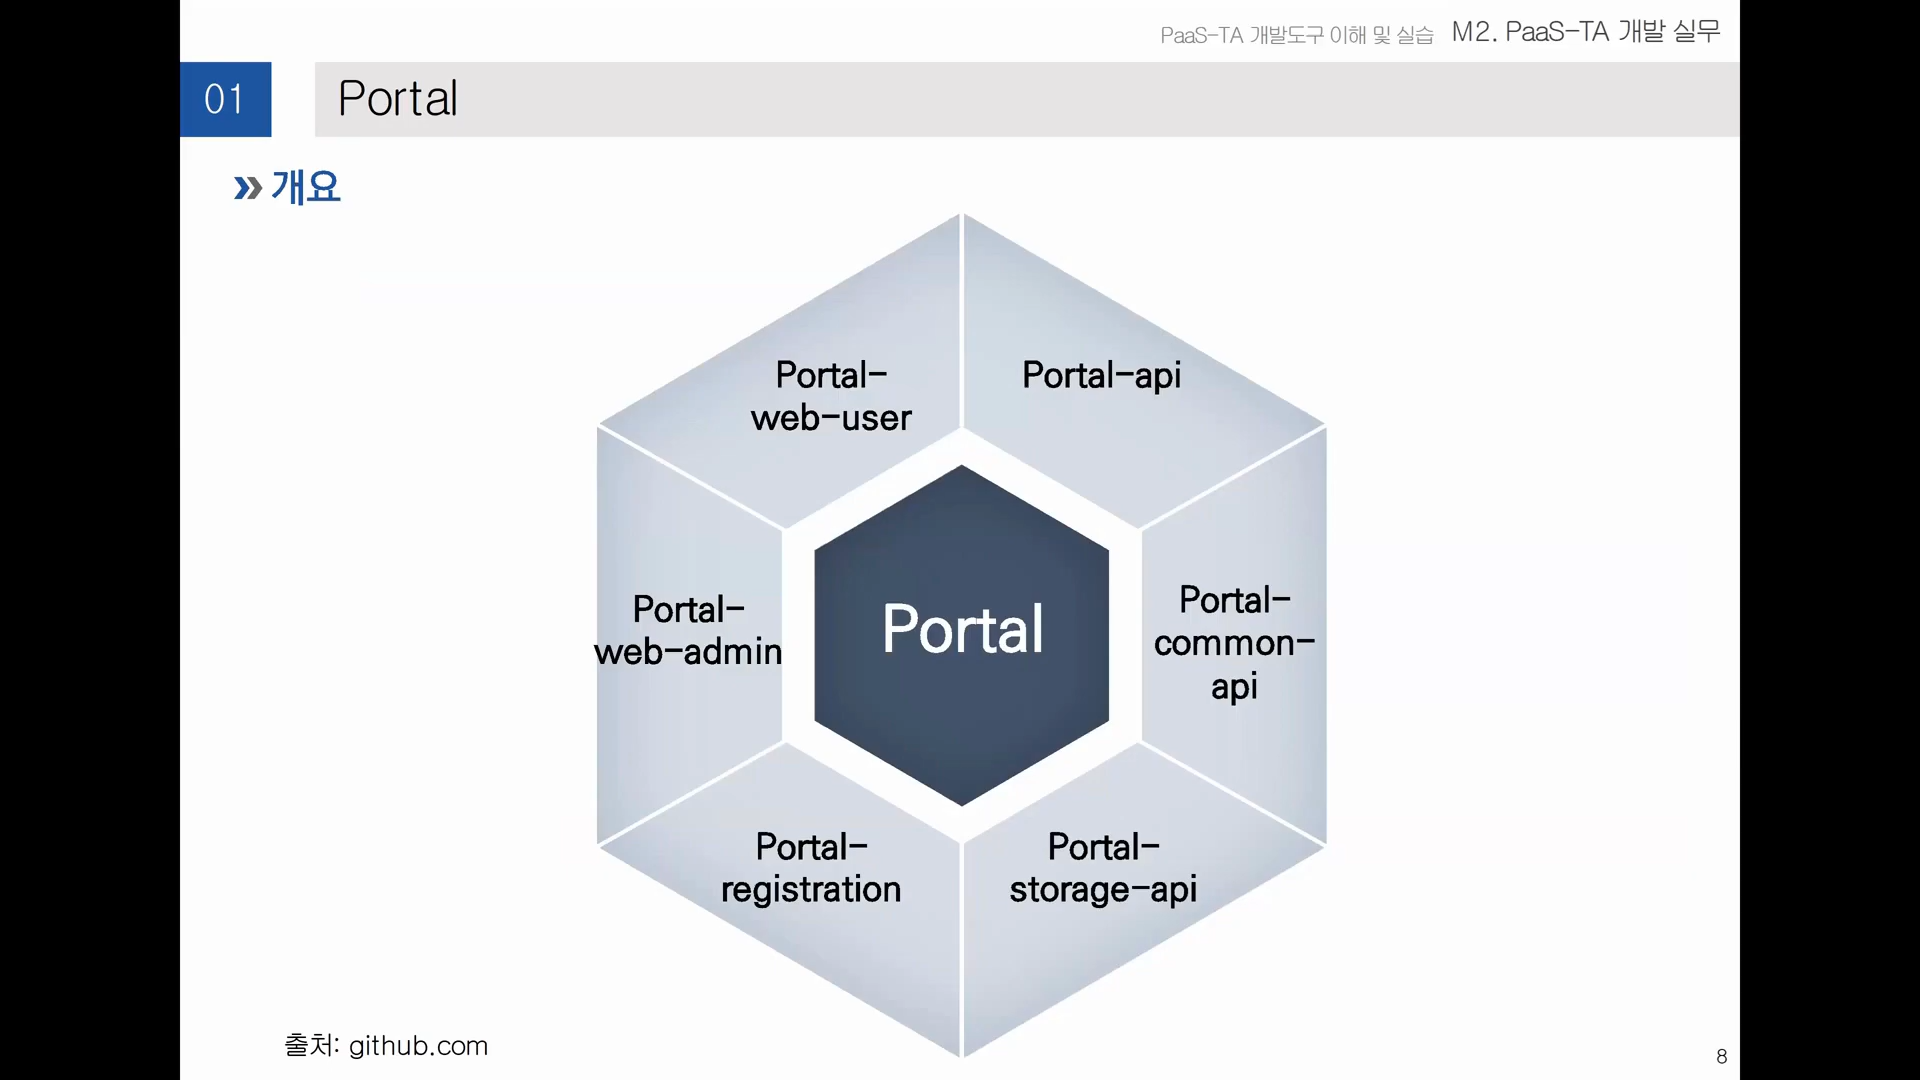 PaaS-TA 개발도구 이해 및 실습 M2. PaaS-TA 개발 실무
01 Portal
개요
Portal-
web-user
Portal-api
Portal-
web-admin
Portal
Portal-
common-
api
Portal-
registration
Portal-
storage-api
출처: github.com
8